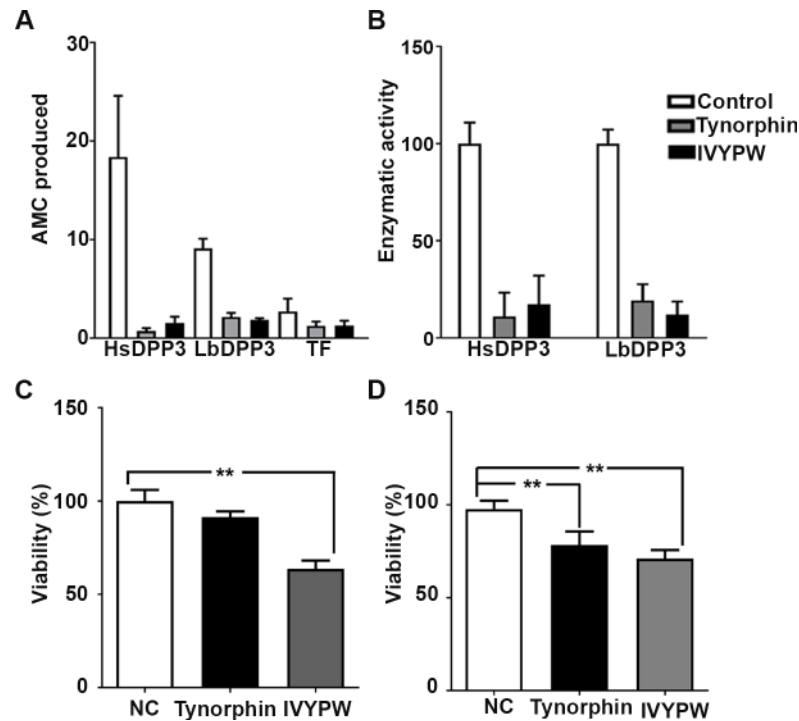 A
AMC produced
30
20
10
0
HsDPP3 LbDPP3 TF
B
Enzymatic activity
150
100
50
0
HsDPP3 LbDPP3
Control
Tynorphin
IVYPW
C
Viability (%)
150
100
50
0
**
NC Tynorphin IVYPW
D
Viability (%)
150
100
50
0
**
**
NC Tynorphin IVYPW